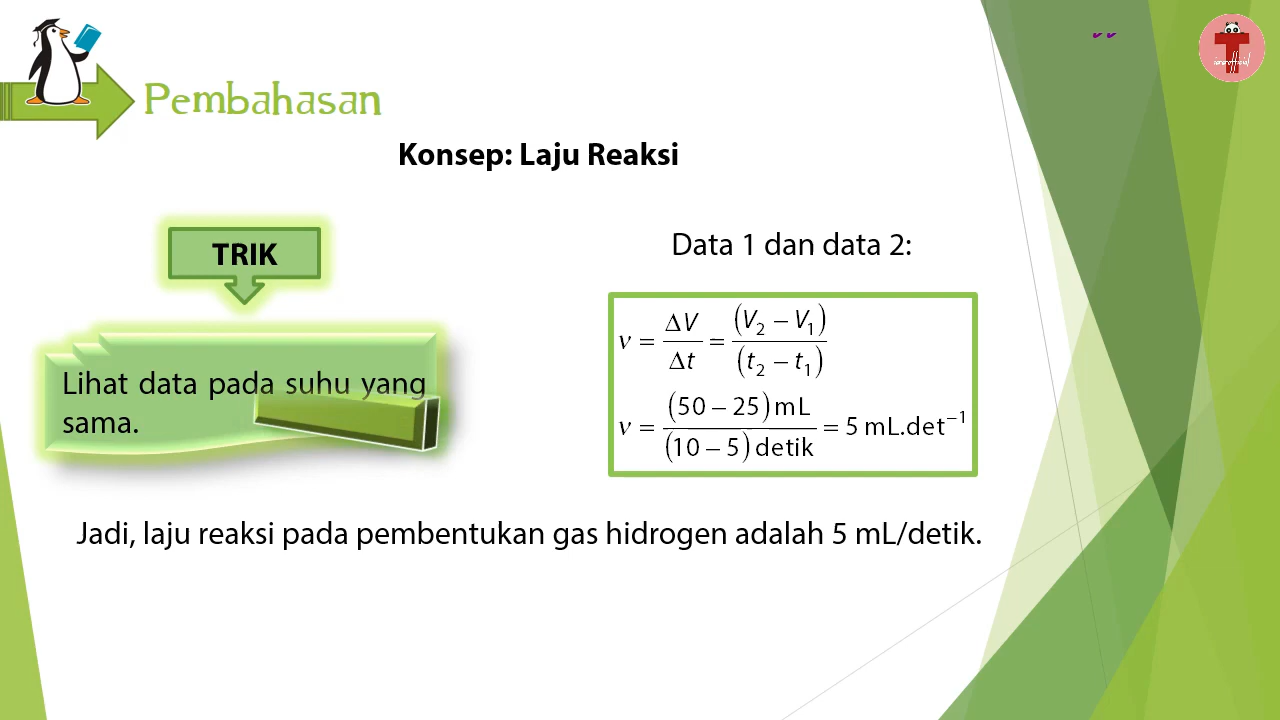 Pembahasan
Konsep: Laju Reaksi
TRIK
Lihat data pada suhu yang
sama.
Data 1 dan data 2:
v = ΔV/Δt = (V₂ − V₁)/(t₂ − t₁)
v = (50 − 25) mL/(10 − 5) detik = 5 mL.det⁻¹
Jadi, laju reaksi pada pembentukan gas hidrogen adalah 5 mL/detik.
T